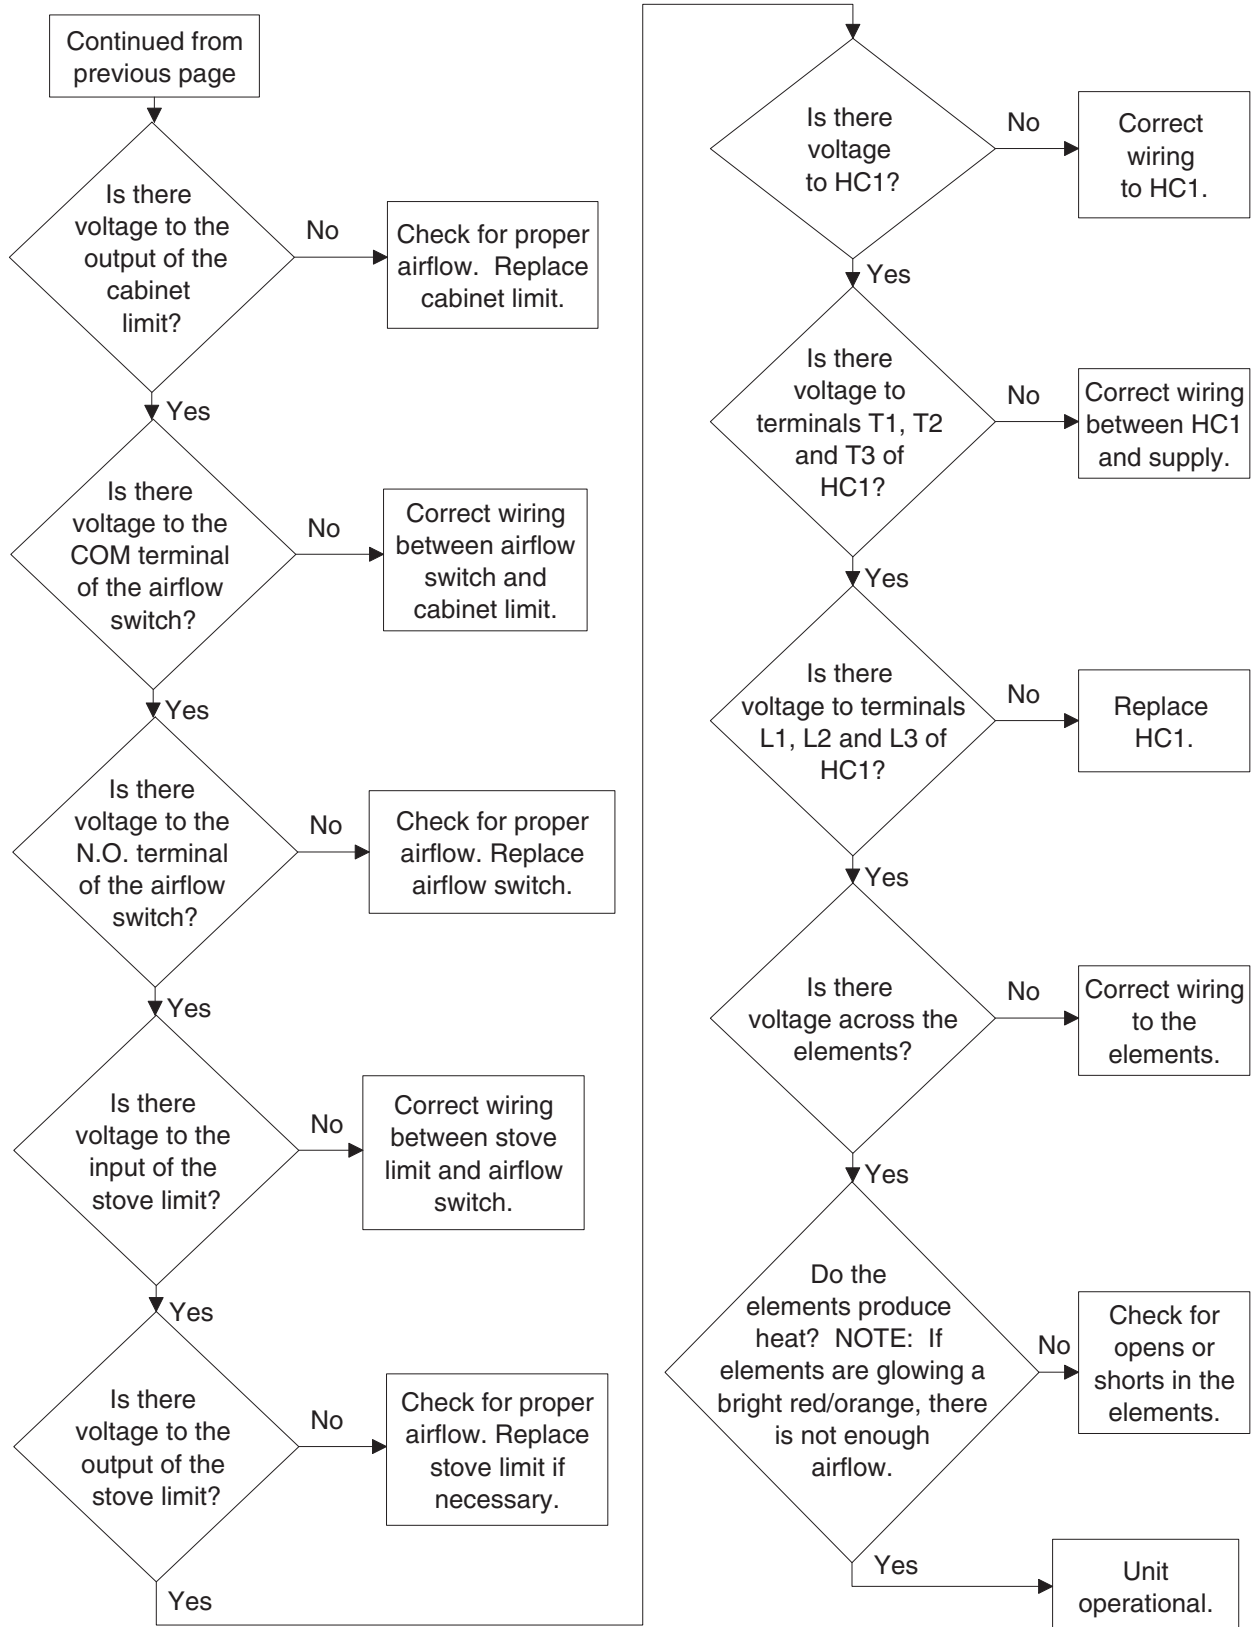 Continued from
previous page
Is there
voltage to the
output of the
cabinet
limit?
No
Check for proper
airflow.  Replace
cabinet limit.
Yes
Is there
voltage to the
COM terminal
of the airflow
switch?
No
Correct wiring
between airflow
switch and
cabinet limit.
Yes
Is there
voltage to the
N.O. terminal
of the airflow
switch?
No
Check for proper
airflow. Replace
airflow switch.
Yes
Is there
voltage to the
input of the
stove limit?
No
Correct wiring
between stove
limit and airflow
switch.
Yes
Is there
voltage to the
output of the
stove limit?
No
Check for proper
airflow. Replace
stove limit if
necessary.
Yes
Is there
voltage
to HC1?
No
Correct
wiring
to HC1.
Yes
Is there
voltage to
terminals T1, T2
and T3 of
HC1?
No
Correct wiring
between HC1
and supply.
Yes
Is there
voltage to terminals
L1, L2 and L3 of
HC1?
No
Replace
HC1.
Yes
Is there
voltage across the
elements?
No
Correct wiring
to the
elements.
Yes
Do the
elements produce
heat?  NOTE:  If
elements are glowing a
bright red/orange, there
is not enough
airflow.
No
Check for
opens or
shorts in the
elements.
Yes
Unit
operational.